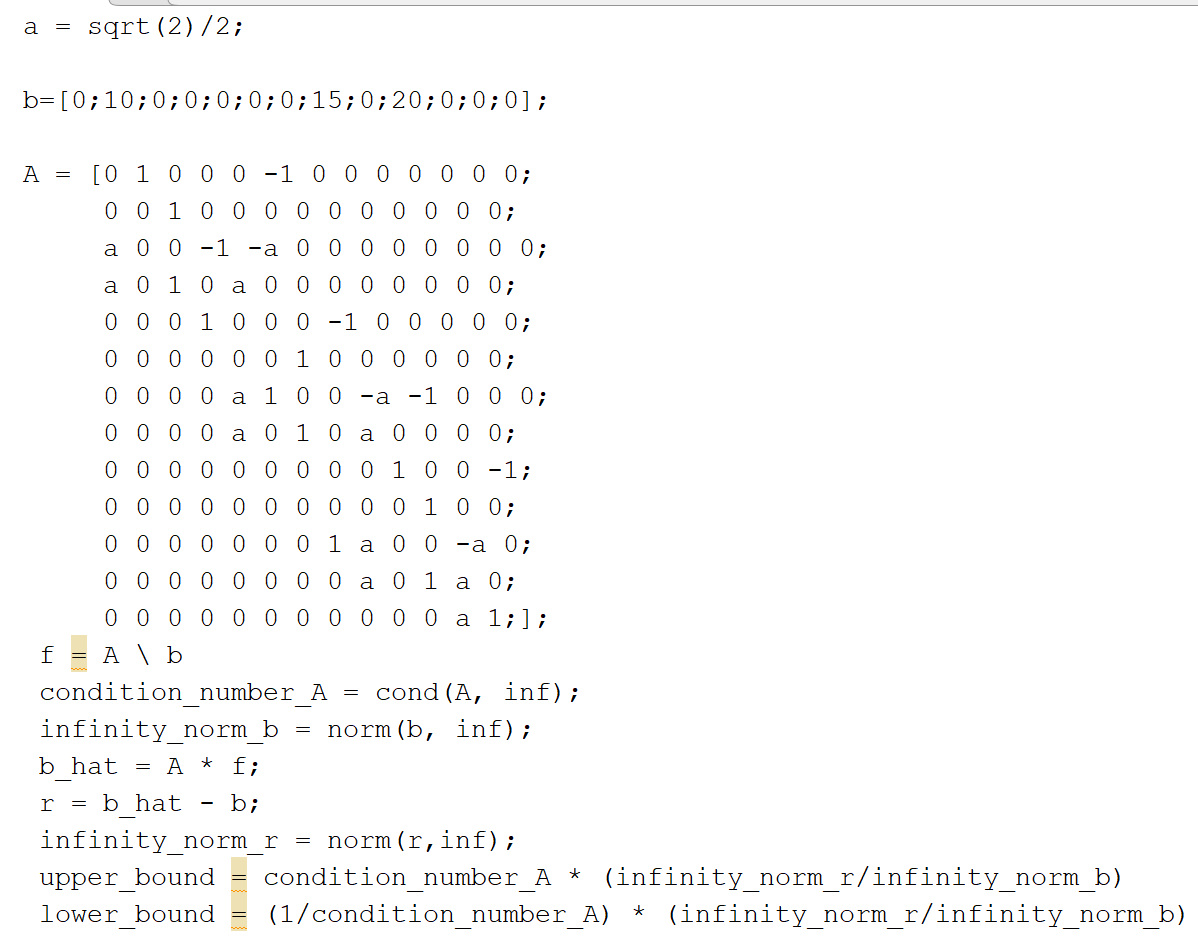 a = sqrt(2)/2;
b=[0;10;0;0;0;0;0;15;0;20;0;0;0];
A = [0 1 0 0 0 -1 0 0 0 0 0 0 0;
0 0 1 0 0 0 0 0 0 0 0 0 0;
a 0 0 -1 -a 0 0 0 0 0 0 0 0;
a 0 1 0 a 0 0 0 0 0 0 0 0;
0 0 0 1 0 0 0 -1 0 0 0 0 0;
0 0 0 0 0 0 1 0 0 0 0 0 0;
0 0 0 0 a 1 0 0 -a -1 0 0 0;
0 0 0 0 a 0 1 0 a 0 0 0 0;
0 0 0 0 0 0 0 0 0 1 0 0 -1;
0 0 0 0 0 0 0 0 0 0 1 0 0;
0 0 0 0 0 0 0 1 a 0 0 -a 0;
0 0 0 0 0 0 0 0 a 0 1 a 0;
0 0 0 0 0 0 0 0 0 0 0 a 1;];
f = A \ b
condition_number_A = cond(A, inf);
infinity_norm_b = norm(b, inf);
b_hat = A * f;
r = b_hat - b;
infinity_norm_r = norm(r,inf);
upper_bound = condition_number_A * (infinity_norm_r/infinity_norm_b)
lower_bound = (1/condition_number_A) * (infinity_norm_r/infinity_norm_b)